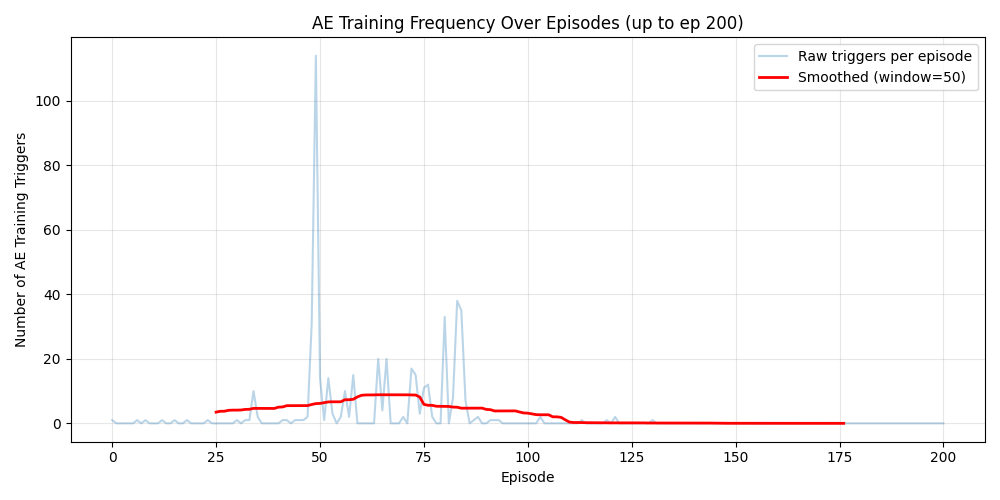 AE Training Frequency Over Episodes (up to ep 200)
Raw triggers per episode
Smoothed (window=50)
Number of AE Training Triggers
100
80
60
40
20
0
0 25 50 75 100 125 150 175 200
Episode